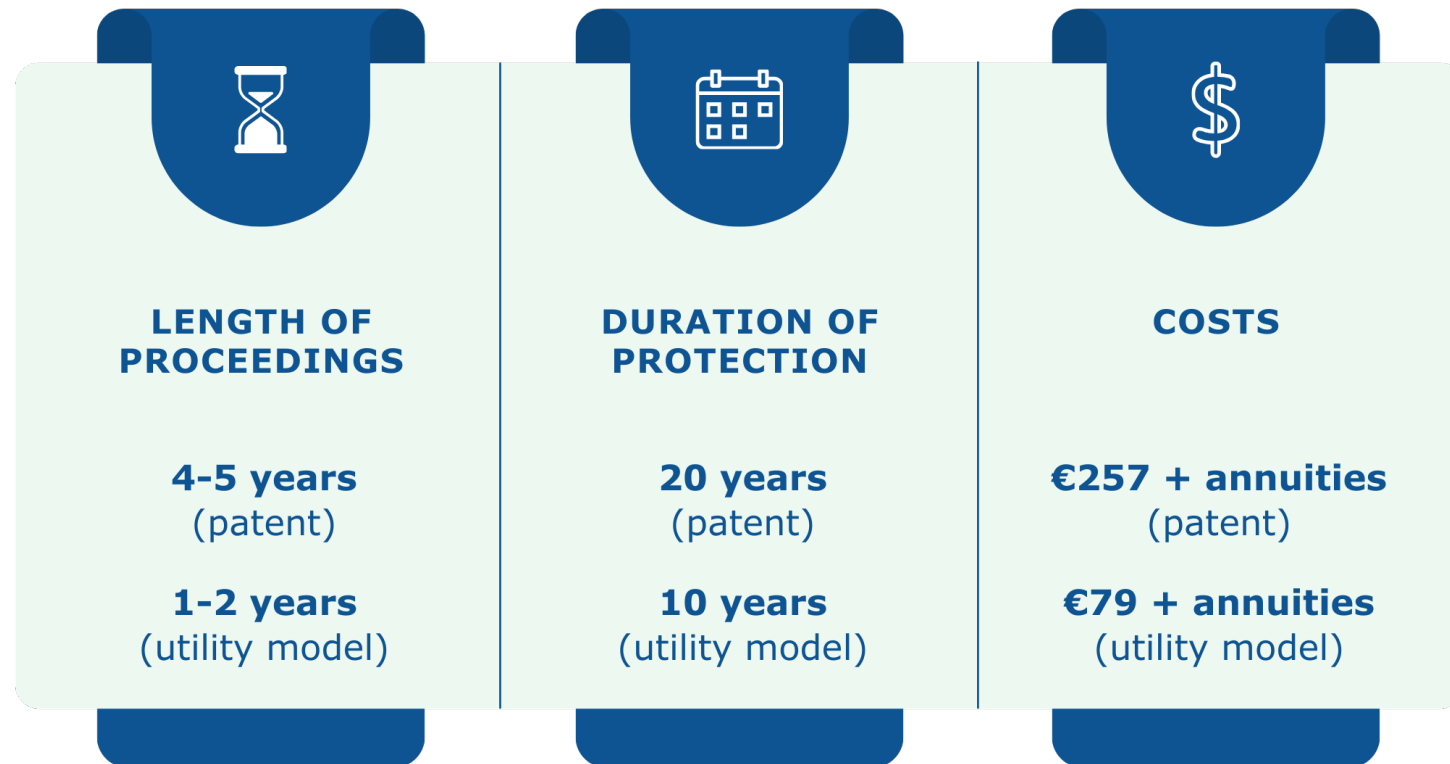 LENGTH OF
PROCEEDINGS
4-5 years
(patent)
1-2 years
(utility model)
DURATION OF
PROTECTION
20 years
(patent)
10 years
(utility model)
COSTS
€257 + annuities
(patent)
€79 + annuities
(utility model)